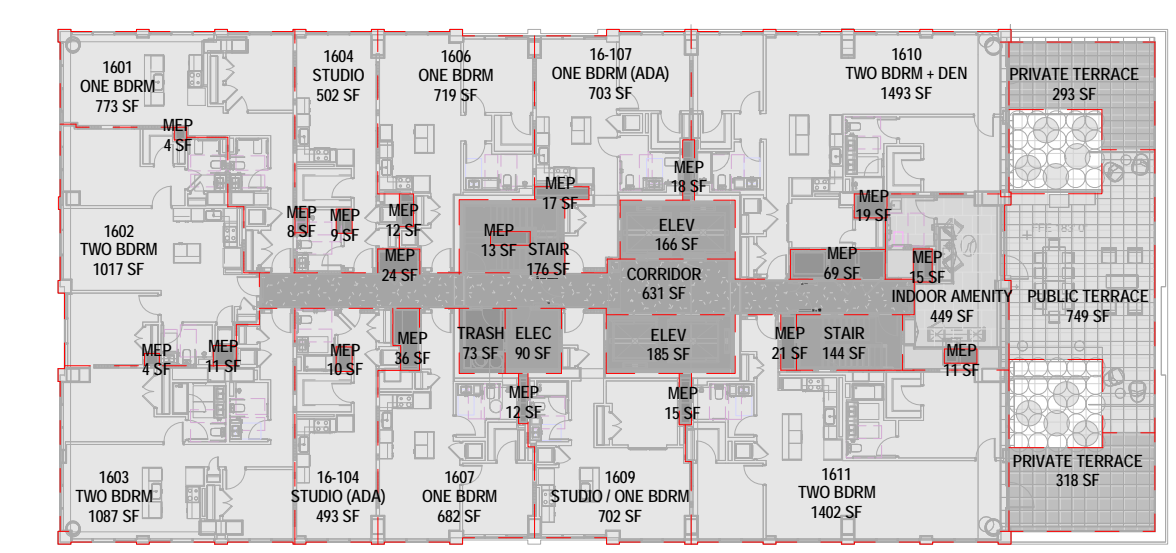 1601
ONE BDRM
773 SF
1604
STUDIO
502 SF
1606
ONE BDRM
719 SF
16-107
ONE BDRM (ADA)
703 SF
1610
TWO BDRM + DEN
1493 SF
PRIVATE TERRACE
293 SF
MEP
4 SF
MEP
18 SF
MEP
17 SF
MEP
8 SF
MEP
9 SF
MEP
12 SF
MEP
19 SF
1602
TWO BDRM
1017 SF
MEP
13 SF
STAIR
176 SF
ELEV
166 SF
MEP
24 SF
CORRIDOR
631 SF
MEP
69 SF
MEP
15 SF
INDOOR AMENITY
449 SF
PUBLIC TERRACE
749 SF
MEP
4 SF
MEP
11 SF
MEP
10 SF
MEP
36 SF
TRASH
73 SF
ELEC
90 SF
ELEV
185 SF
MEP
21 SF
STAIR
144 SF
MEP
11 SF
MEP
12 SF
MEP
15 SF
1603
TWO BDRM
1087 SF
16-104
STUDIO (ADA)
493 SF
1607
ONE BDRM
682 SF
1609
STUDIO / ONE BDRM
702 SF
1611
TWO BDRM
1402 SF
PRIVATE TERRACE
318 SF